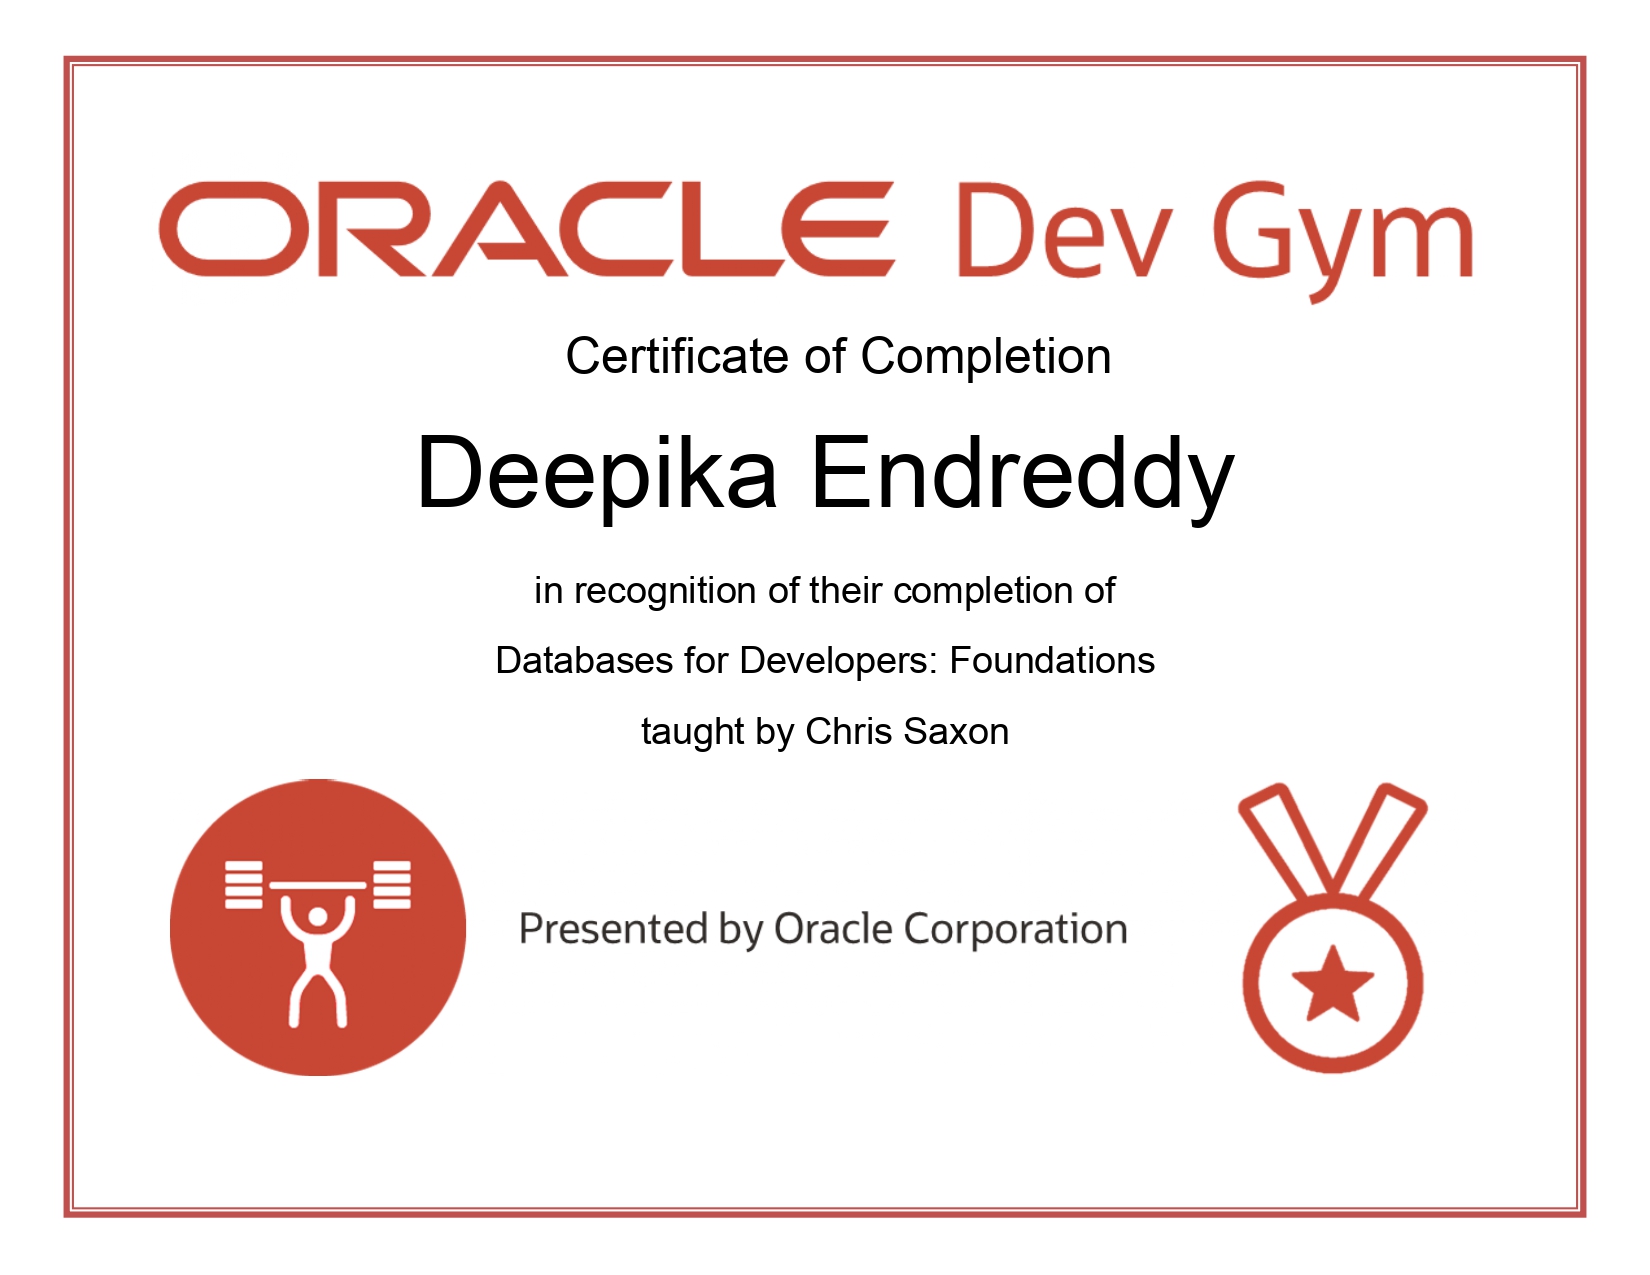 ORACLE Dev Gym
Certificate of Completion
Deepika Endreddy
in recognition of their completion of
Databases for Developers: Foundations
taught by Chris Saxon
Presented by Oracle Corporation